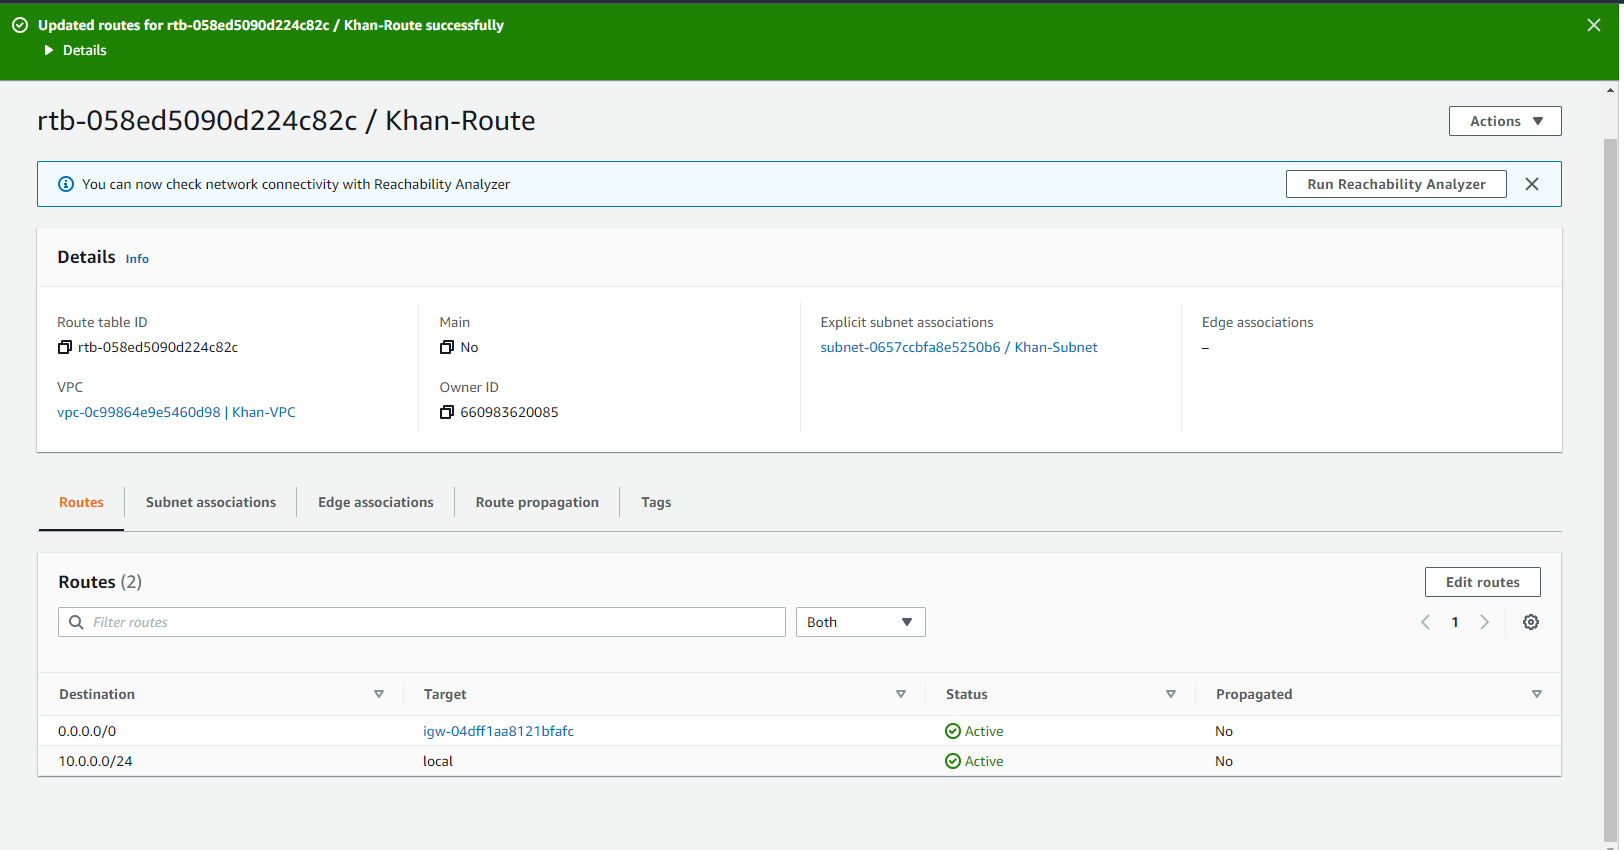 Updated routes for rtb-058ed5090d224c82c / Khan-Route successfully
Details
rtb-058ed5090d224c82c / Khan-Route
Actions
You can now check network connectivity with Reachability Analyzer
Run Reachability Analyzer
Details Info
Route table ID
rtb-058ed5090d224c82c
Main
No
Explicit subnet associations
subnet-0657ccbfa8e5250b6 / Khan-Subnet
Edge associations
–
VPC
vpc-0c99864e9e5460d98 | Khan-VPC
Owner ID
660983620085
Routes Subnet associations Edge associations Route propagation Tags
Routes (2)
Edit routes
Filter routes
Both
1
Destination Target Status Propagated
0.0.0.0/0 igw-04dff1aa8121bfafc Active No
10.0.0.0/24 local Active No